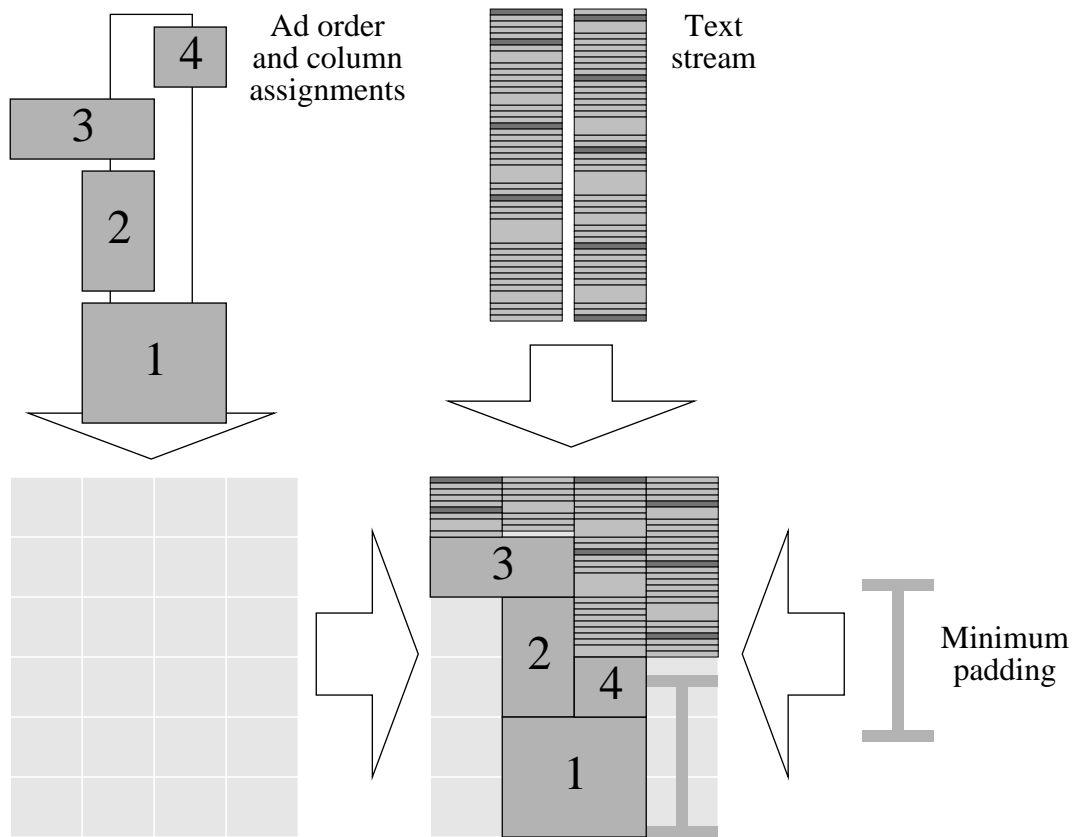 Ad order
and column
assignments
4
3
2
1
Text
stream
3
2
4
1
Minimum
padding